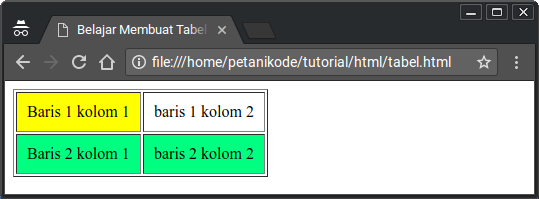 Belajar Membuat Tabel
file:///home/petanikode/tutorial/html/tabel.html
Baris 1 kolom 1 baris 1 kolom 2
Baris 2 kolom 1 baris 2 kolom 2